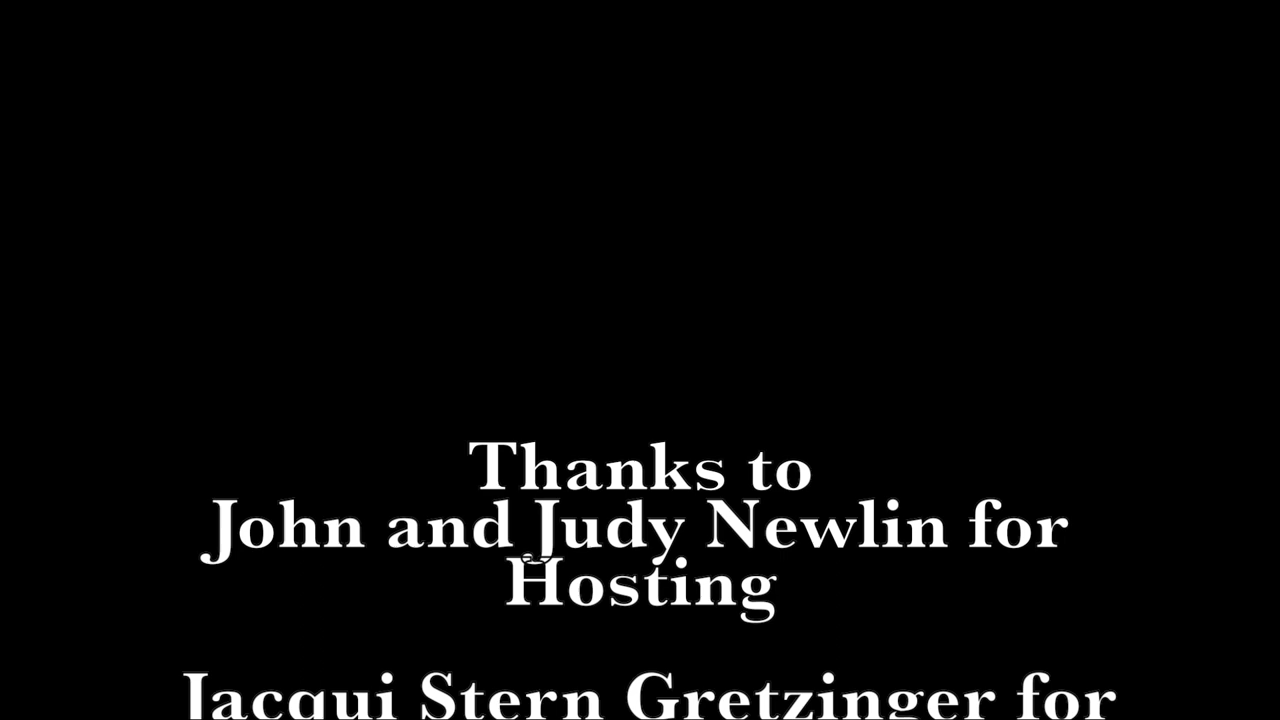 Thanks to
John and Judy Newlin for
Hosting
Jacqui Stern Gretzinger for